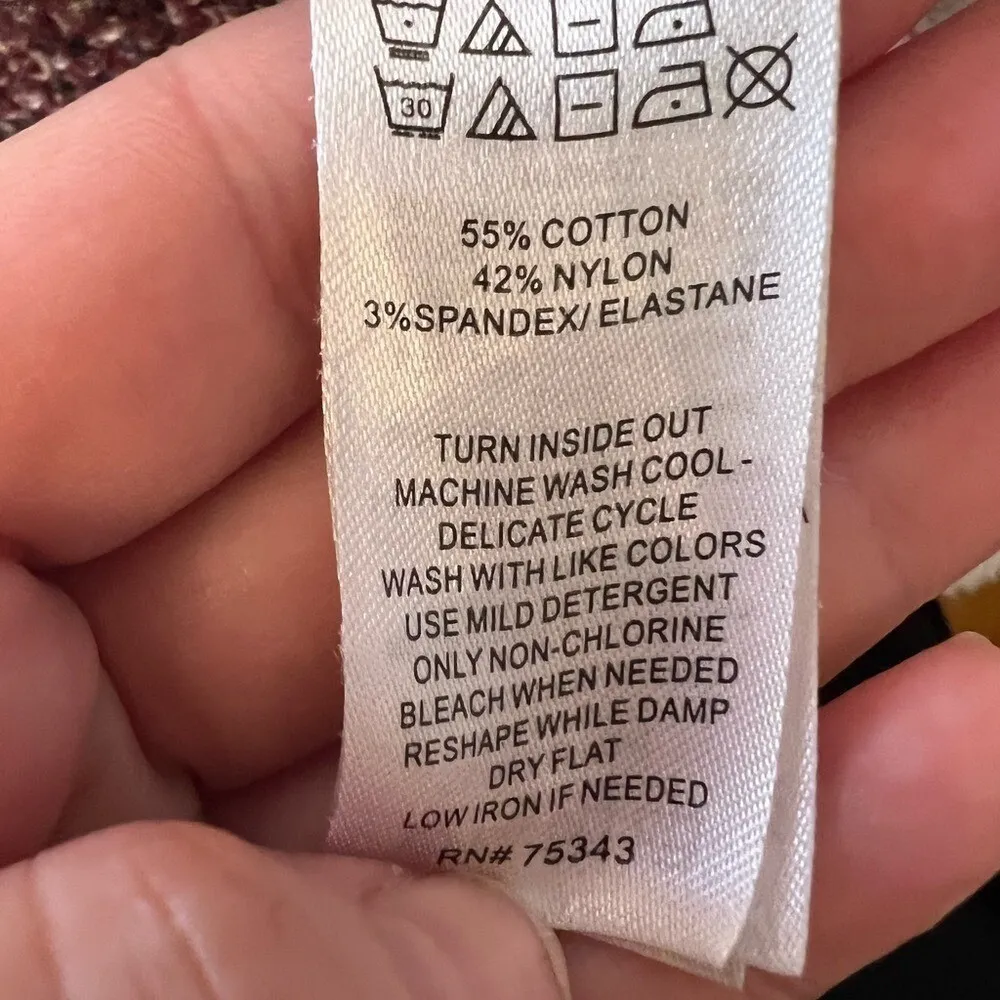 30
55% COTTON
42% NYLON
3%SPANDEX/ ELASTANE
TURN INSIDE OUT
MACHINE WASH COOL -
DELICATE CYCLE
WASH WITH LIKE COLORS
USE MILD DETERGENT
ONLY NON-CHLORINE
BLEACH WHEN NEEDED
RESHAPE WHILE DAMP
DRY FLAT
LOW IRON IF NEEDED
RN# 75343